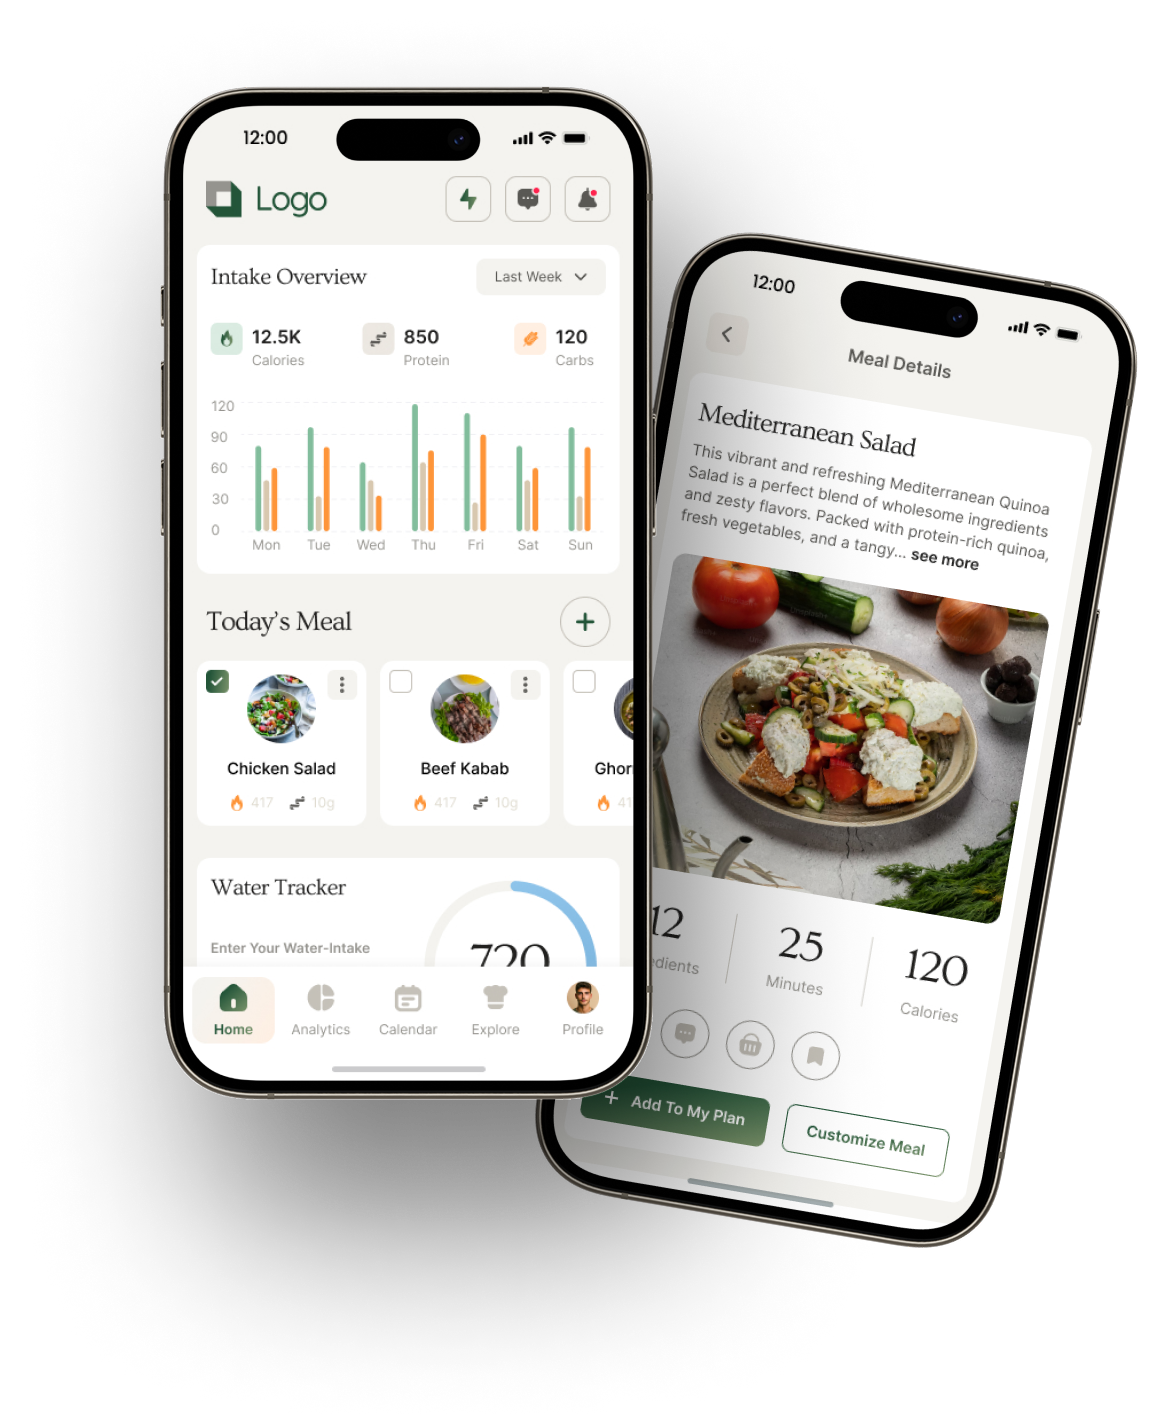 12:00
Logo
Intake Overview
Last Week
12.5K
Calories
850
Protein
120
Carbs
120
90
60
30
0
Mon Tue Wed Thu Fri Sat Sun
Today's Meal
Chicken Salad
417 10g
Beef Kabab
417 10g
Ghor
41
Water Tracker
Enter Your Water-Intake
720
Home
Analytics
Calendar
Explore
Profile
12:00
Meal Details
Mediterranean Salad
This vibrant and refreshing Mediterranean Quinoa
Salad is a perfect blend of wholesome ingredients
and zesty flavors. Packed with protein-rich quinoa,
fresh vegetables, and a tangy... see more
12
edients
25
Minutes
120
Calories
Add To My Plan
Customize Meal